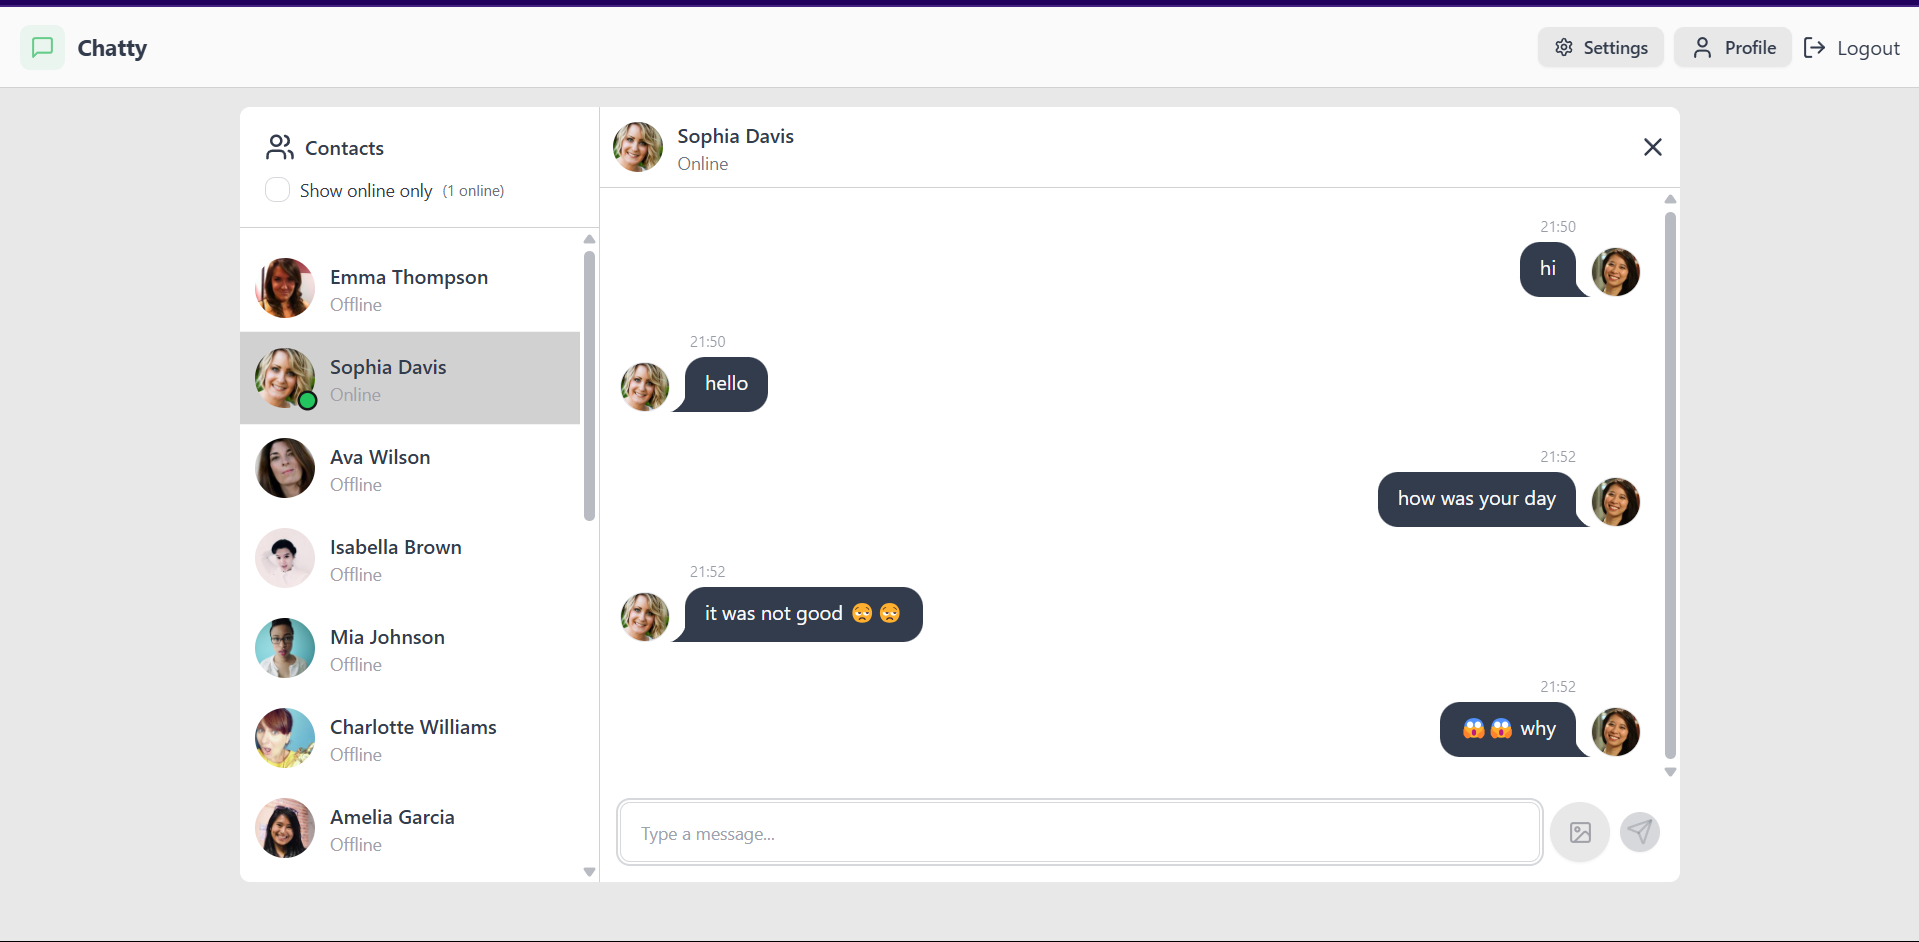 Chatty
Settings
Profile
Logout
Contacts
Show online only (1 online)
Emma Thompson
Offline
Sophia Davis
Online
Ava Wilson
Offline
Isabella Brown
Offline
Mia Johnson
Offline
Charlotte Williams
Offline
Amelia Garcia
Offline
Sophia Davis
Online
21:50
hi
21:50
hello
21:52
how was your day
21:52
it was not good 😞😞
21:52
😱😱 why
Type a message...